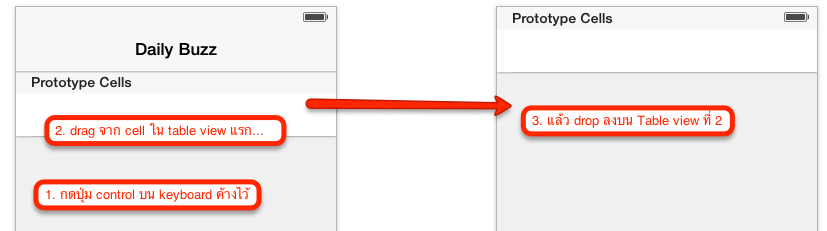 Daily Buzz
Prototype Cells
2. drag จาก cell ใน table view แรก...
1. กดปุ่ม control บน keyboard ค้างไว้
Prototype Cells
3. แล้ว drop ลงบน Table view ที่ 2